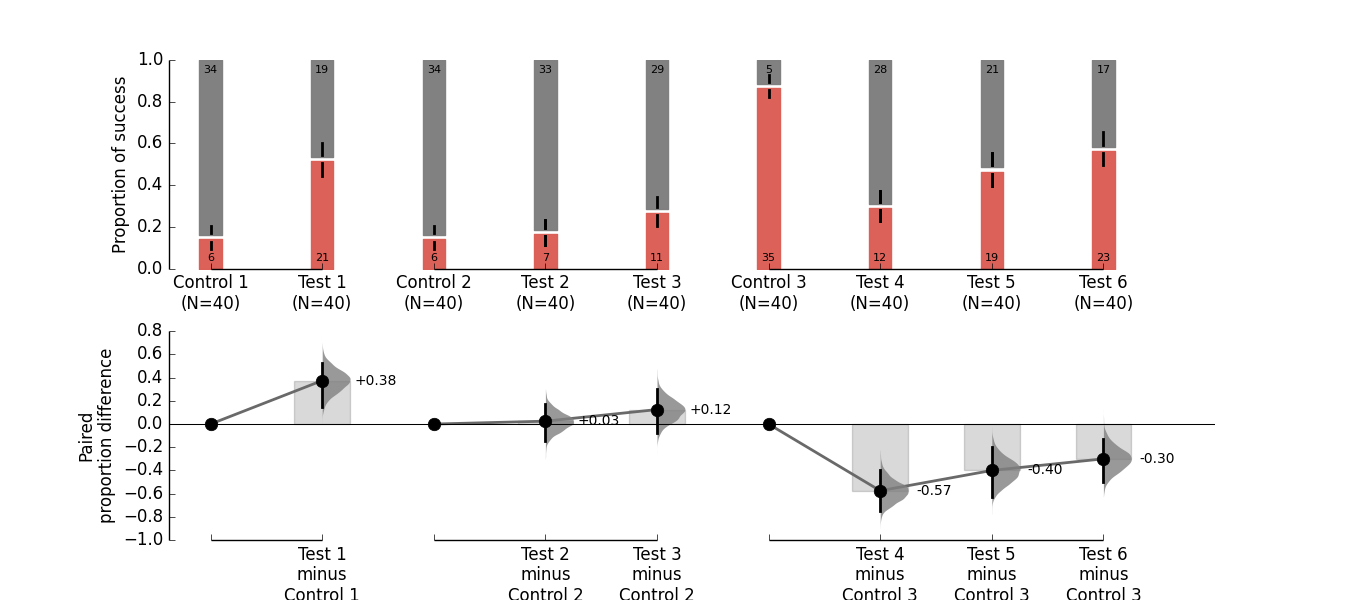 Proportion of success
1.0
0.8
0.6
0.4
0.2
0.0
34 19 34 33 29 5 28 21 17
6 21 6 7 11 35 12 19 23
Control 1 Test 1 Control 2 Test 2 Test 3 Control 3 Test 4 Test 5 Test 6
(N=40) (N=40) (N=40) (N=40) (N=40) (N=40) (N=40) (N=40) (N=40)
Paired
proportion difference
0.8
0.6
0.4
0.2
0.0
−0.2
−0.4
−0.6
−0.8
−1.0
+0.38
+0.03
+0.12
-0.57
-0.40
-0.30
Test 1 Test 2 Test 3 Test 4 Test 5 Test 6
minus minus minus minus minus minus
Control 1 Control 2 Control 2 Control 3 Control 3 Control 3